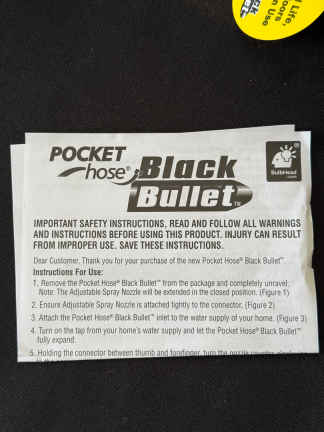 l Life,
oors
n Use
POCKET
hose®
Black
Bullet™
BulbHead
.com
IMPORTANT SAFETY INSTRUCTIONS, READ AND FOLLOW ALL WARNINGS
AND INSTRUCTIONS BEFORE USING THIS PRODUCT. INJURY CAN RESULT
FROM IMPROPER USE. SAVE THESE INSTRUCTIONS.
Dear Customer, Thank you for your purchase of the new Pocket Hose® Black Bullet™.
Instructions For Use:
1. Remove the Pocket Hose® Black Bullet™ from the package and completely unravel;
Note: The Adjustable Spray Nozzle will be extended in the closed position. (Figure 1)
2. Ensure Adjustable Spray Nozzle is attached tightly to the connector. (Figure 2)
3. Attach the Pocket Hose® Black Bullet™ inlet to the water supply of your home. (Figure 3)
4. Turn on the tap from your home's water supply and let the Pocket Hose® Black Bullet™
fully expand.
5. Holding the connector between thumb and forefinger, turn the nozzle